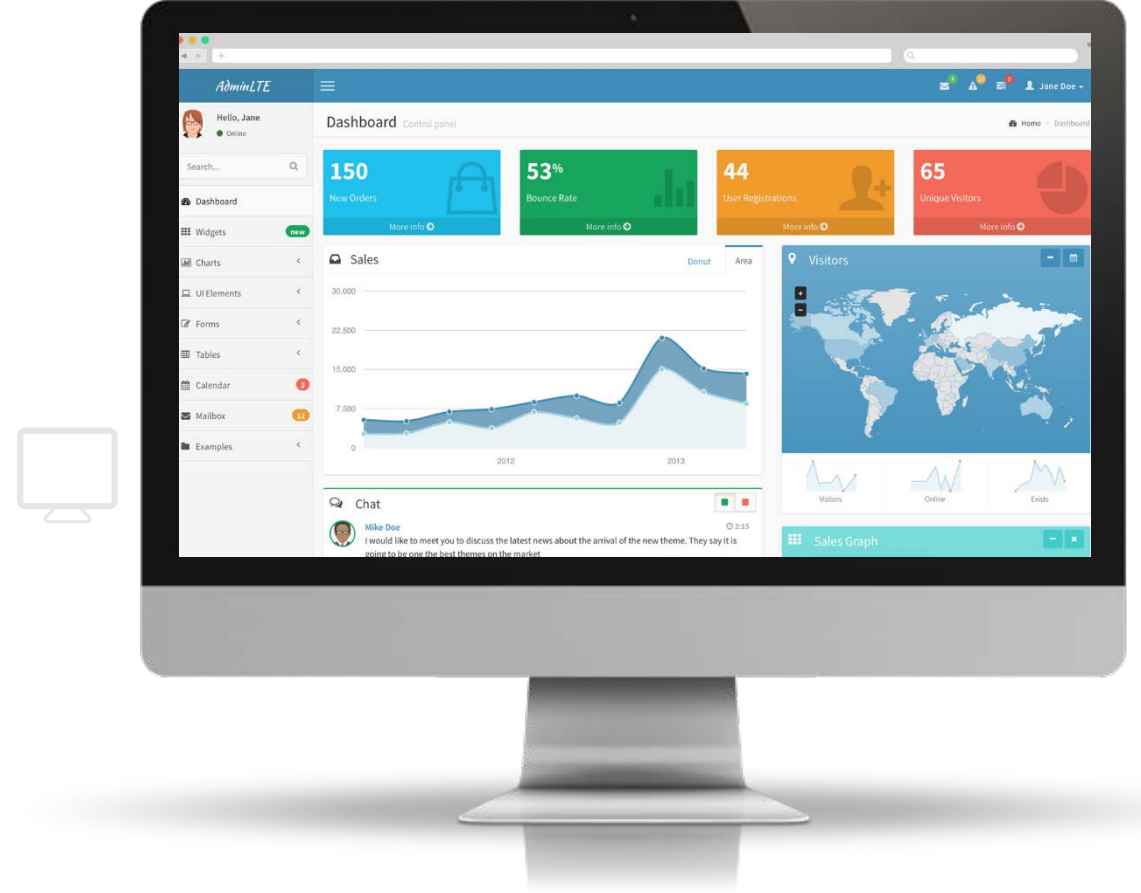 AdminLTE
4
10
9
Jane Doe
Hello, Jane
Online
Search...
Dashboard
Widgets
new
Charts
UI Elements
Forms
Tables
Calendar
3
Mailbox
12
Examples
Dashboard Control panel
Home > Dashboard
150
New Orders
More info
53%
Bounce Rate
More info
44
User Registrations
More info
65
Unique Visitors
More info
Sales
Donut
Area
30,000
22,500
15,000
7,500
0
2012
2013
Visitors
+
-
Visitors
Online
Exists
Chat
Mike Doe
2:15
I would like to meet you to discuss the latest news about the arrival of the new theme. They say it is
going to be one the best themes on the market
Sales Graph